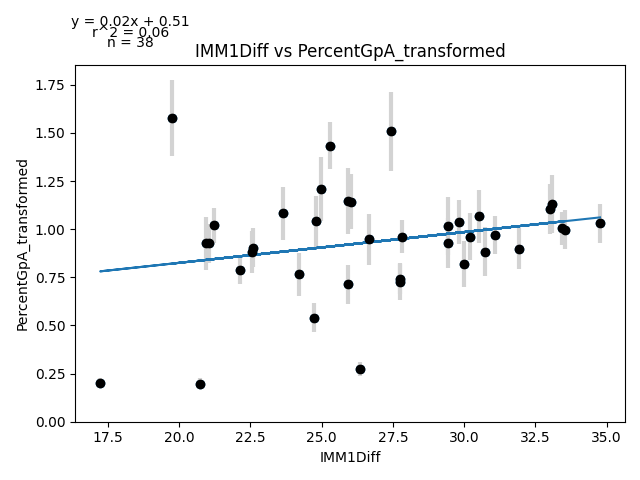 y = 0.02x + 0.51
r^2 = 0.06
n = 38
IMM1Diff vs PercentGpA_transformed
PercentGpA_transformed
1.75
1.50
1.25
1.00
0.75
0.50
0.25
0.00
17.5 20.0 22.5 25.0 27.5 30.0 32.5 35.0
IMM1Diff